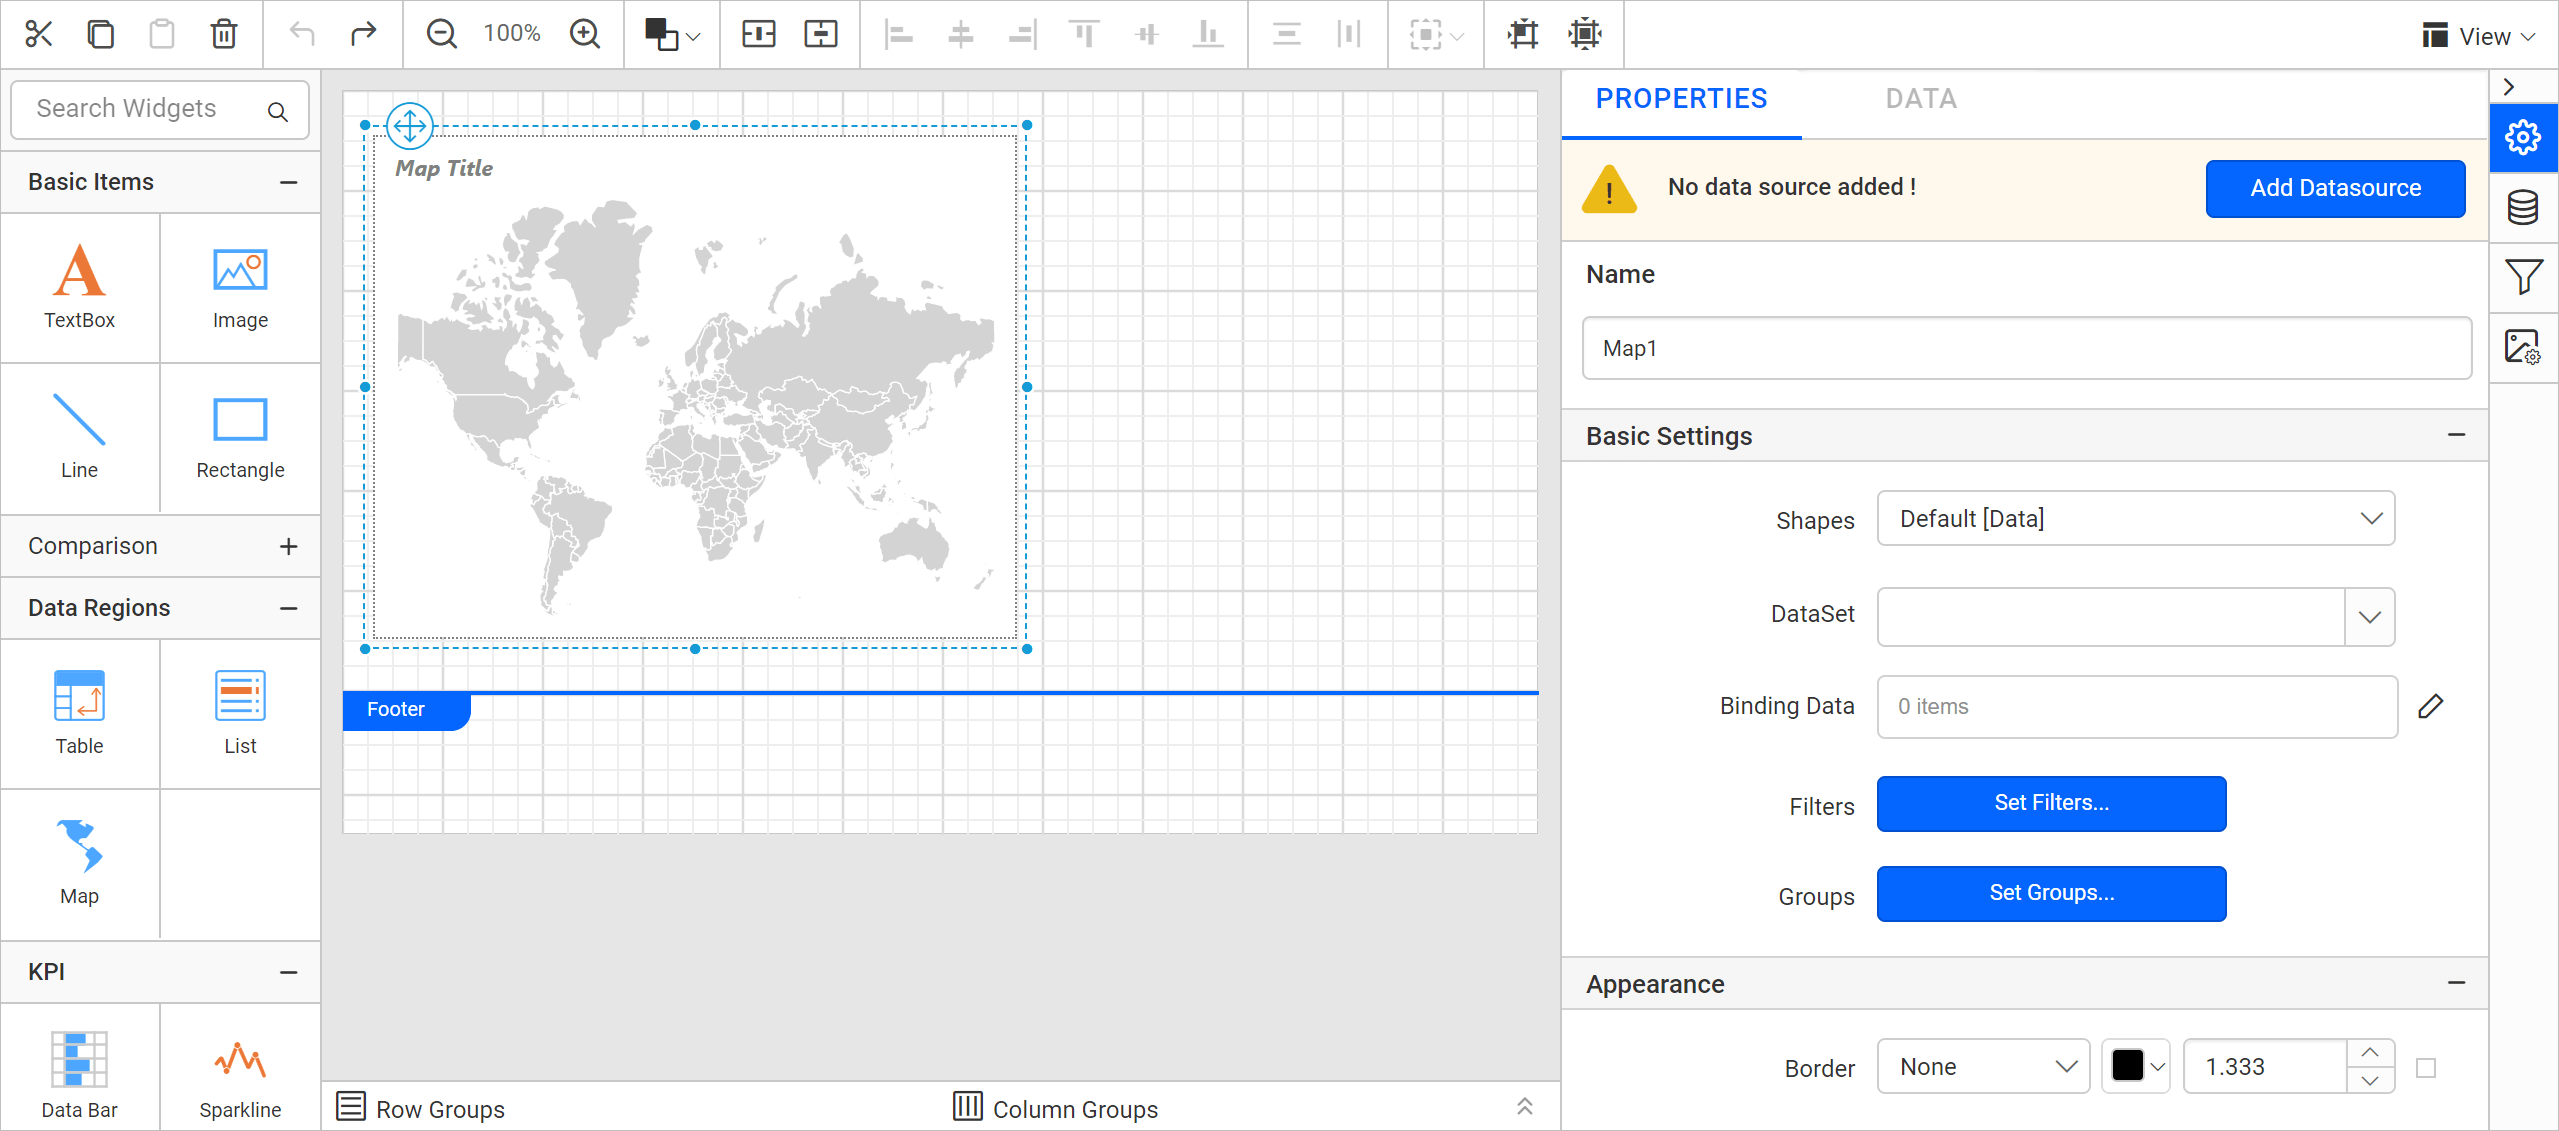 100%
View
Search Widgets
Basic Items
TextBox
Image
Line
Rectangle
Comparison
Data Regions
Table
List
Map
KPI
Data Bar
Sparkline
Map Title
Footer
Row Groups
Column Groups
PROPERTIES
DATA
No data source added !
Add Datasource
Name
Map1
Basic Settings
Shapes
Default [Data]
DataSet
Binding Data
0 items
Filters
Set Filters...
Groups
Set Groups...
Appearance
Border
None
1.333